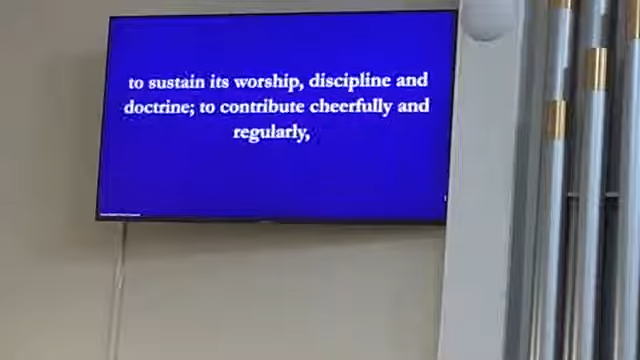 to sustain its worship, discipline and
doctrine; to contribute cheerfully and
regularly,